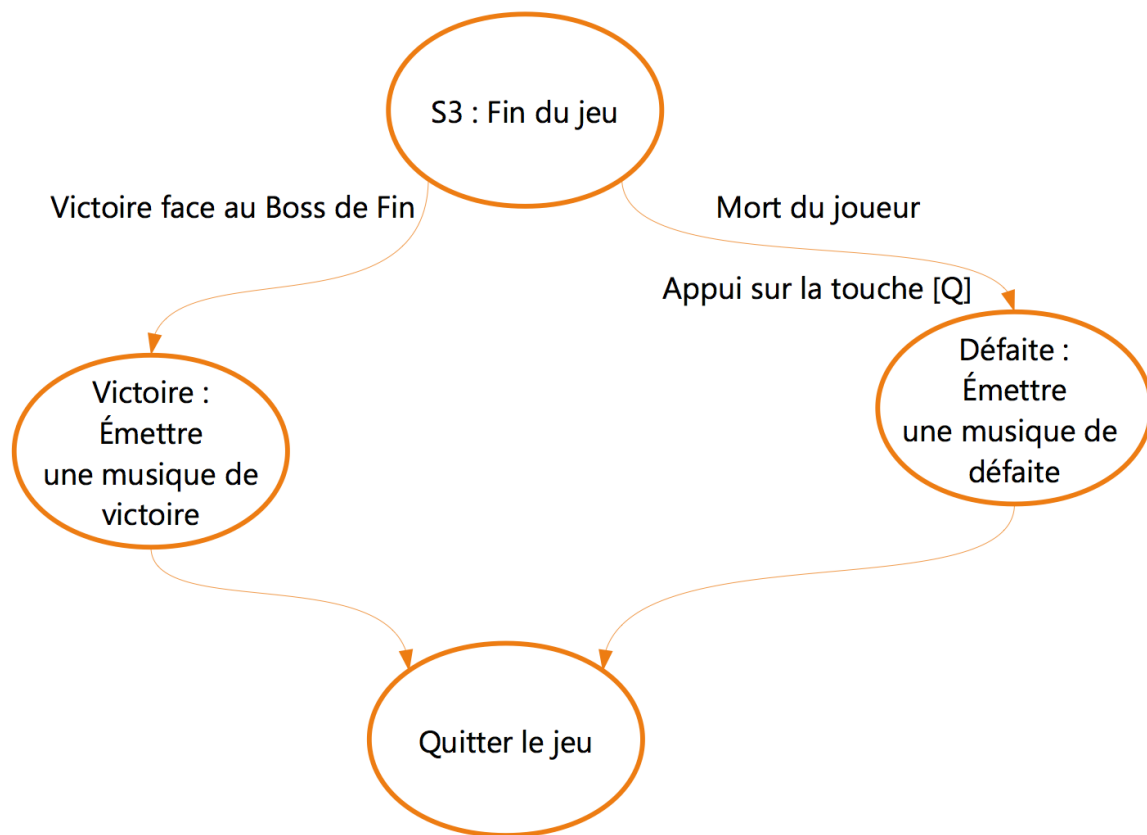 S3 : Fin du jeu
Victoire face au Boss de Fin
Mort du joueur
Appui sur la touche [Q]
Victoire :
Émettre
une musique de
victoire
Défaite :
Émettre
une musique de
défaite
Quitter le jeu